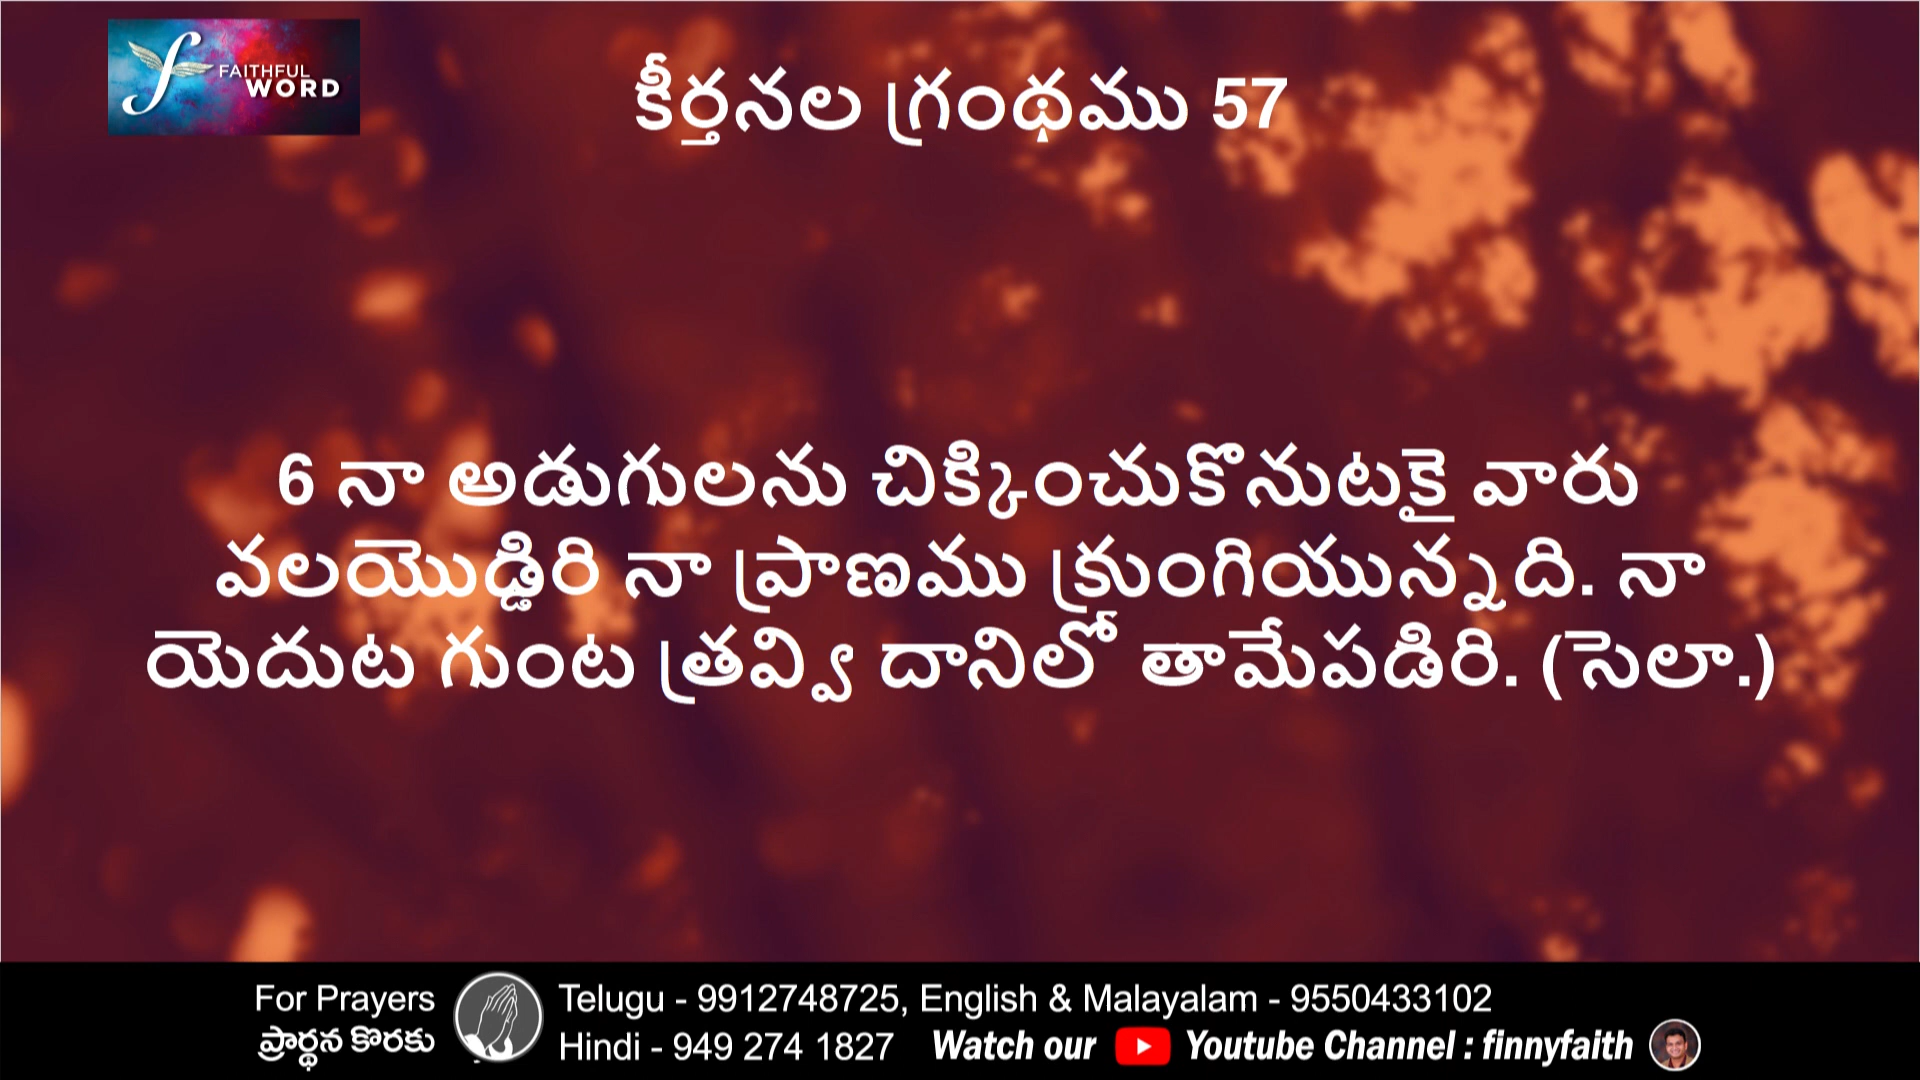 FAITHFUL
WORD
కీర్తనల గ్రంథము 57
6 నా అడుగులను చిక్కించుకొనుటకై వారు
వలయొడ్డిరి నా ప్రాణము క్రుంగియున్నది. నా
యెదుట గుంట త్రవ్వి దానిలో తామేపడిరి. (సెలా.)
For Prayers
ప్రార్థన కొరకు
Telugu - 9912748725, English & Malayalam - 9550433102
Hindi - 949 274 1827 Watch our Youtube Channel : finnyfaith